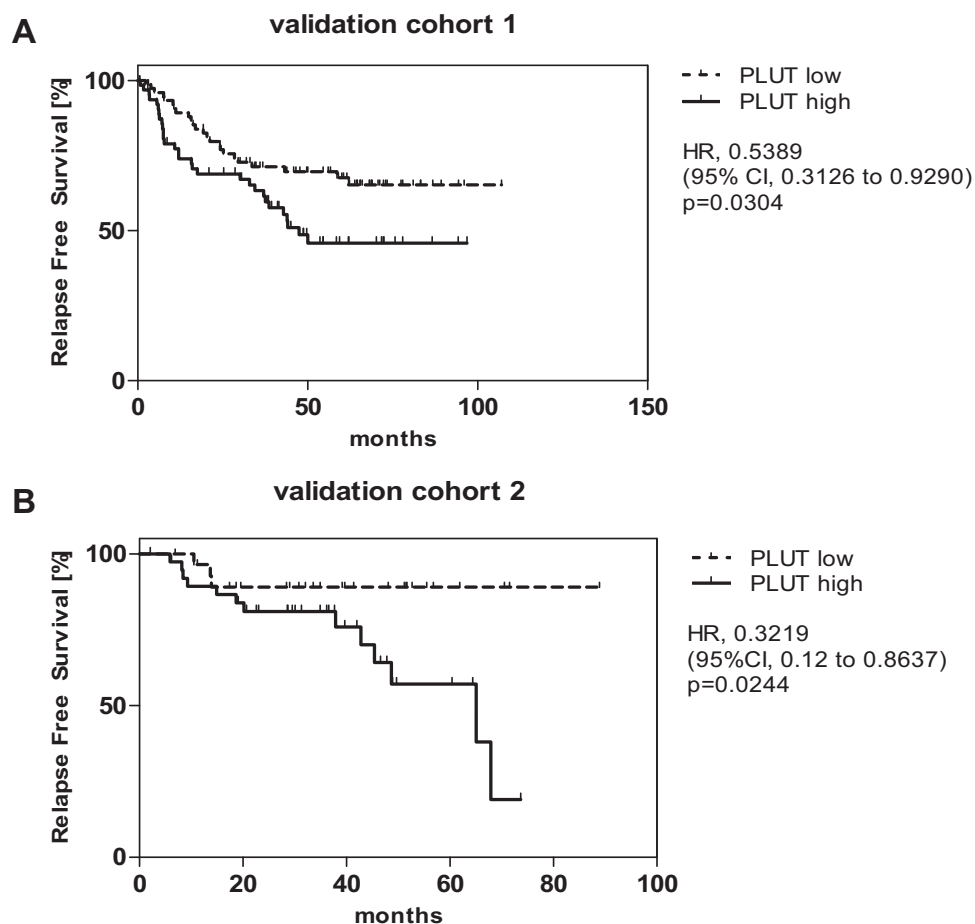 A
validation cohort 1
Relapse Free Survival [%]
100
50
0
0 50 100 150
months
PLUT low
PLUT high
HR, 0.5389
(95% CI, 0.3126 to 0.9290)
p=0.0304
B
validation cohort 2
Relapse Free Survival [%]
100
50
0
0 20 40 60 80 100
months
PLUT low
PLUT high
HR, 0.3219
(95%CI, 0.12 to 0.8637)
p=0.0244